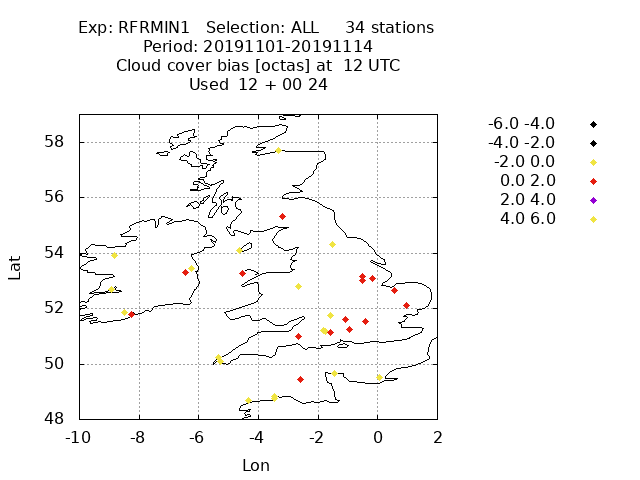 Exp: RFRMIN1   Selection: ALL     34 stations
Period: 20191101-20191114
Cloud cover bias [octas] at  12 UTC
Used  12 + 00 24
-6.0 -4.0
-4.0 -2.0
-2.0 0.0
0.0 2.0
2.0 4.0
4.0 6.0
58
56
54
52
50
48
Lat
-10 -8 -6 -4 -2 0 2
Lon